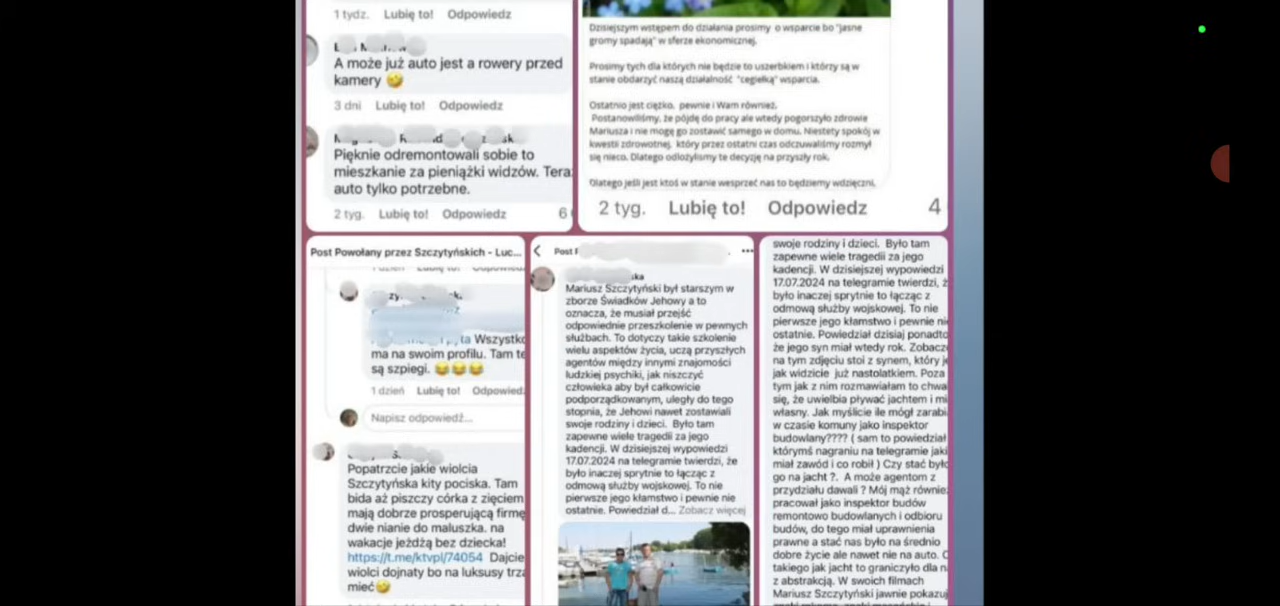 1 tydz. Lubię to! Odpowiedz
A może już auto jest a rowery przed
kamery 🤣
3 dni Lubię to! Odpowiedz
Pięknie odremontowali sobie to
mieszkanie za pieniążki widzów. Tera
auto tylko potrzebne.
2 tyg. Lubię to! Odpowiedz 6
Dzisiejszym wstępem do działania prosimy o wsparcie bo "jasne
gromy spadają" w sferze ekonomicznej.
Prosimy tych dla których nie będzie to uszerbkiem i którzy są w
stanie obdarzyć naszą działalność "cegiełką" wsparcia.
Ostatnio jest ciężko, pewnie i Wam również.
Postanowiliśmy, że pójdę do pracy ale wtedy pogorszyło zdrowie
Mariusza i nie mogę go zostawić samego w domu. Niestety spokój w
kwestii zdrowotnej, który przez ostatni czas odczuwaliśmy rozmył
się nieco. Dlatego odłożyliśmy te decyzję na przyszły rok.
Dlatego jeśli jest ktoś w stanie wesprzeć nas to będziemy wdzięczni.
2 tyg. Lubię to! Odpowiedz 4
Post Powołany przez Szczytyńskich - Luc...
Wszystko
ma na swoim profilu. Tam te
są szpiegi. 😂😂😂
1 dzień Lubię to! Odpowied
Napisz odpowiedź...
Popatrzcie jakie wiolcia
Szczytyńska kity pociska. Tam
bida aż piszczy córka z zięciem
mają dobrze prosperującą firmę
dwie nianie do maluszka. na
wakacje jeżdżą bez dziecka!
https://t.me/ktvpl/74054 Dajcie
wiolci dojnaty bo na luksusy trza
mieć🤣
Post
ska
Mariusz Szczytyński był starszym w
zborze Świadków Jehowy a to
oznacza, że musiał przejść
odpowiednie przeszkolenie w pewnych
służbach. To dotyczy takie szkolenie
wielu aspektów życia, uczą przyszłych
agentów między innymi znajomości
ludzkiej psychiki, jak niszczyć
człowieka aby był całkowicie
podporządkowanym, uległy do tego
stopnia, że Jehowi nawet zostawiali
swoje rodziny i dzieci. Było tam
zapewne wiele tragedii za jego
kadencji. W dzisiejszej wypowiedzi
17.07.2024 na telegramie twierdzi, że
było inaczej sprytnie to łącząc z
odmową służby wojskowej. To nie
pierwsze jego kłamstwo i pewnie nie
ostatnie. Powiedział d... Zobacz więcej
swoje rodziny i dzieci. Było tam
zapewne wiele tragedii za jego
kadencji. W dzisiejszej wypowiedzi
17.07.2024 na telegramie twierdzi, ż
było inaczej sprytnie to łącząc z
odmową służby wojskowej. To nie
pierwsze jego kłamstwo i pewnie nie
ostatnie. Powiedział dzisiaj ponadto
że jego syn miał wtedy rok. Zobacz
na tym zdjęciu stoi z synem, który je
jak widzicie już nastolatkiem. Poza
tym jak z nim rozmawiałam to chwa
się, że uwielbia pływać jachtem i mi
własny. Jak myślicie ile mógł zarabi
w czasie komuny jako inspektor
budowlany???? ( sam to powiedział
którymś nagraniu na telegramie jaki
miał zawód i co robił ) Czy stać było
go na jacht ?. A może agentom z
przydziału dawali ? Mój mąż równie
pracował jako inspektor budów
remontowo budowlanych i odbioru
budów, do tego miał uprawnienia
prawne a stać nas było na średnio
dobre życie ale nawet nie na auto. C
takiego jak jacht to graniczyło dla n
z abstrakcją. W swoich filmach
Mariusz Szczytyński jawnie pokazuj